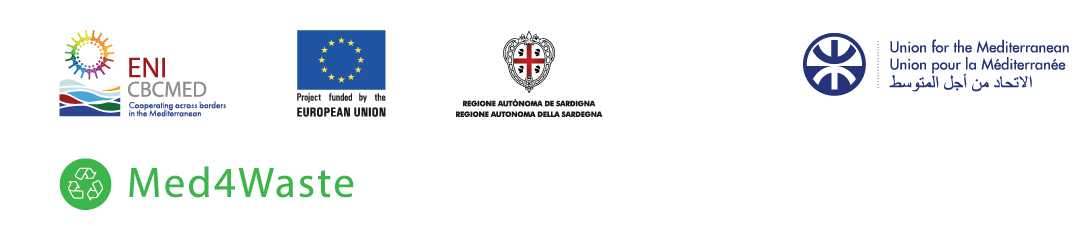 ENI
CBCMED
Cooperating across borders
in the Mediterranean
Project funded by the
EUROPEAN UNION
REGIONE AUTÒNOMA DE SARDIGNA
REGIONE AUTONOMA DELLA SARDEGNA
Union for the Mediterranean
Union pour la Méditerranée
الاتحاد من أجل المتوسط
Med4Waste